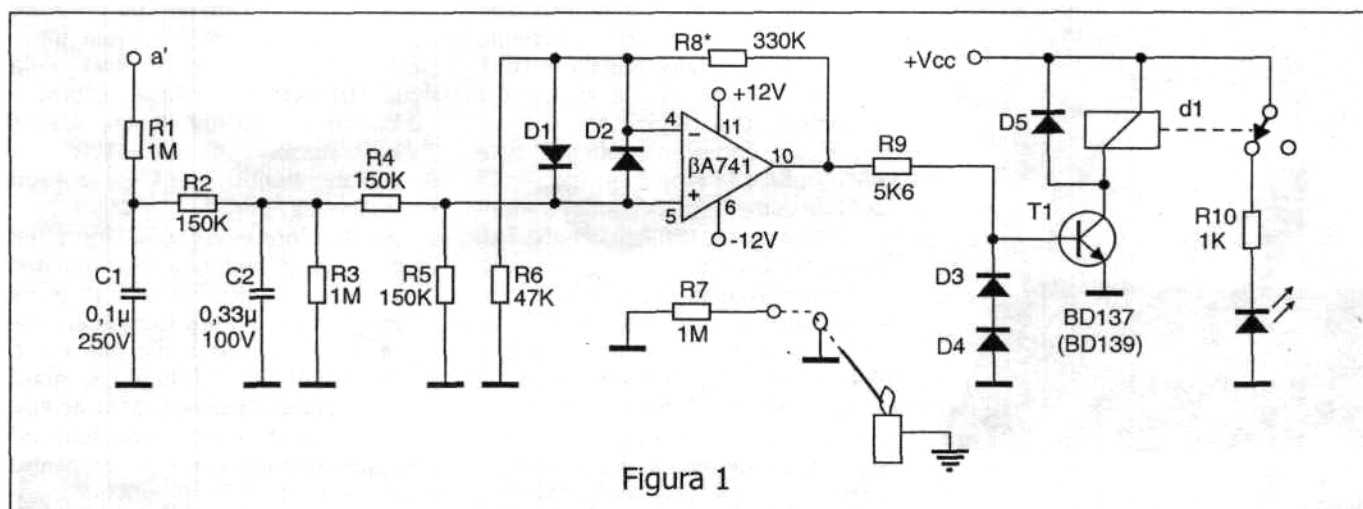 a'
R1
1M
R2
150K
C1
0,1µ
250V
C2
0,33µ
100V
R3
1M
R4
150K
R5
150K
R6
47K
D1
D2
R8*
330K
+12V
4
11
−
βA741
10
+
5
6
-12V
R7
1M
R9
5K6
D3
D4
+Vcc
D5
d1
T1
BD137
(BD139)
R10
1K
Figura 1